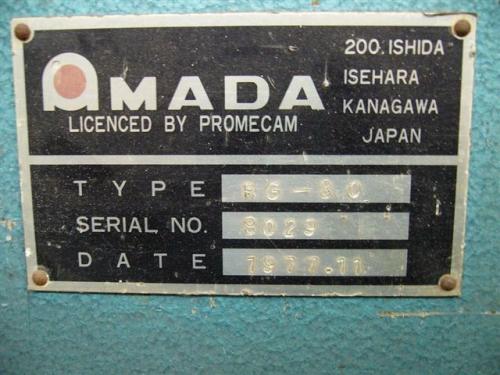 AMADA
LICENCED BY PROMECAM
200. ISHIDA
ISEHARA
KANAGAWA
JAPAN
TYPE RG-80
SERIAL NO. 8029
DATE 1977.11